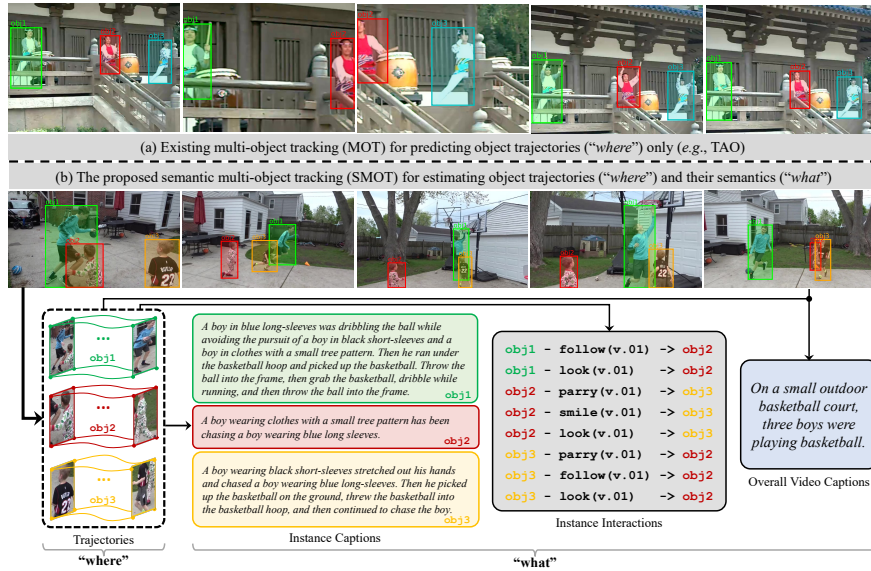 obj1
obj3
(a) Existing multi-object tracking (MOT) for predicting object trajectories (“where”) only (e.g., TAO)
(b) The proposed semantic multi-object tracking (SMOT) for estimating object trajectories (“where”) and their semantics (“what”)
22
...
obj1
...
obj2
...
obj3
Trajectories
“where”
A boy in blue long-sleeves was dribbling the ball while
avoiding the pursuit of a boy in black short-sleeves and a
boy in clothes with a small tree pattern. Then he ran under
the basketball hoop and picked up the basketball. Throw the
ball into the frame, then grab the basketball, dribble while
running, and then throw the ball into the frame.
obj1
A boy wearing clothes with a small tree pattern has been
chasing a boy wearing blue long sleeves.
obj2
A boy wearing black short-sleeves stretched out his hands
and chased a boy wearing blue long-sleeves. Then he picked
up the basketball on the ground, threw the basketball into
the basketball hoop, and then continued to chase the boy.
obj3
Instance Captions
obj1 - follow(v.01) -> obj2
obj1 - look(v.01) -> obj2
obj2 - parry(v.01) -> obj3
obj2 - smile(v.01) -> obj3
obj2 - look(v.01) -> obj3
obj3 - parry(v.01) -> obj2
obj3 - follow(v.01) -> obj2
obj3 - look(v.01) -> obj2
Instance Interactions
On a small outdoor
basketball court,
three boys were
playing basketball.
Overall Video Captions
“what”